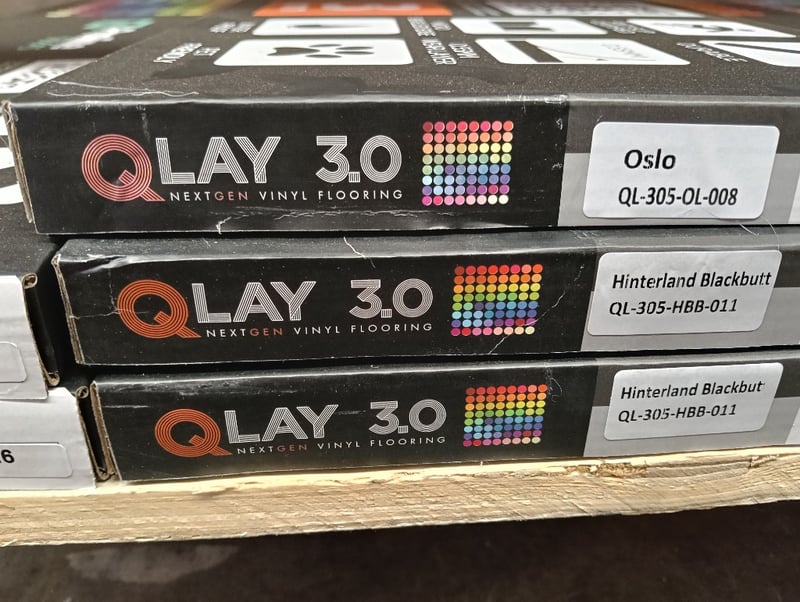 QLAY 3.0
NEXTGEN VINYL FLOORING
Oslo
QL-305-OL-008
QLAY 3.0
NEXTGEN VINYL FLOORING
Hinterland Blackbutt
QL-305-HBB-011
QLAY 3.0
NEXTGEN VINYL FLOORING
Hinterland Blackbutt
QL-305-HBB-011